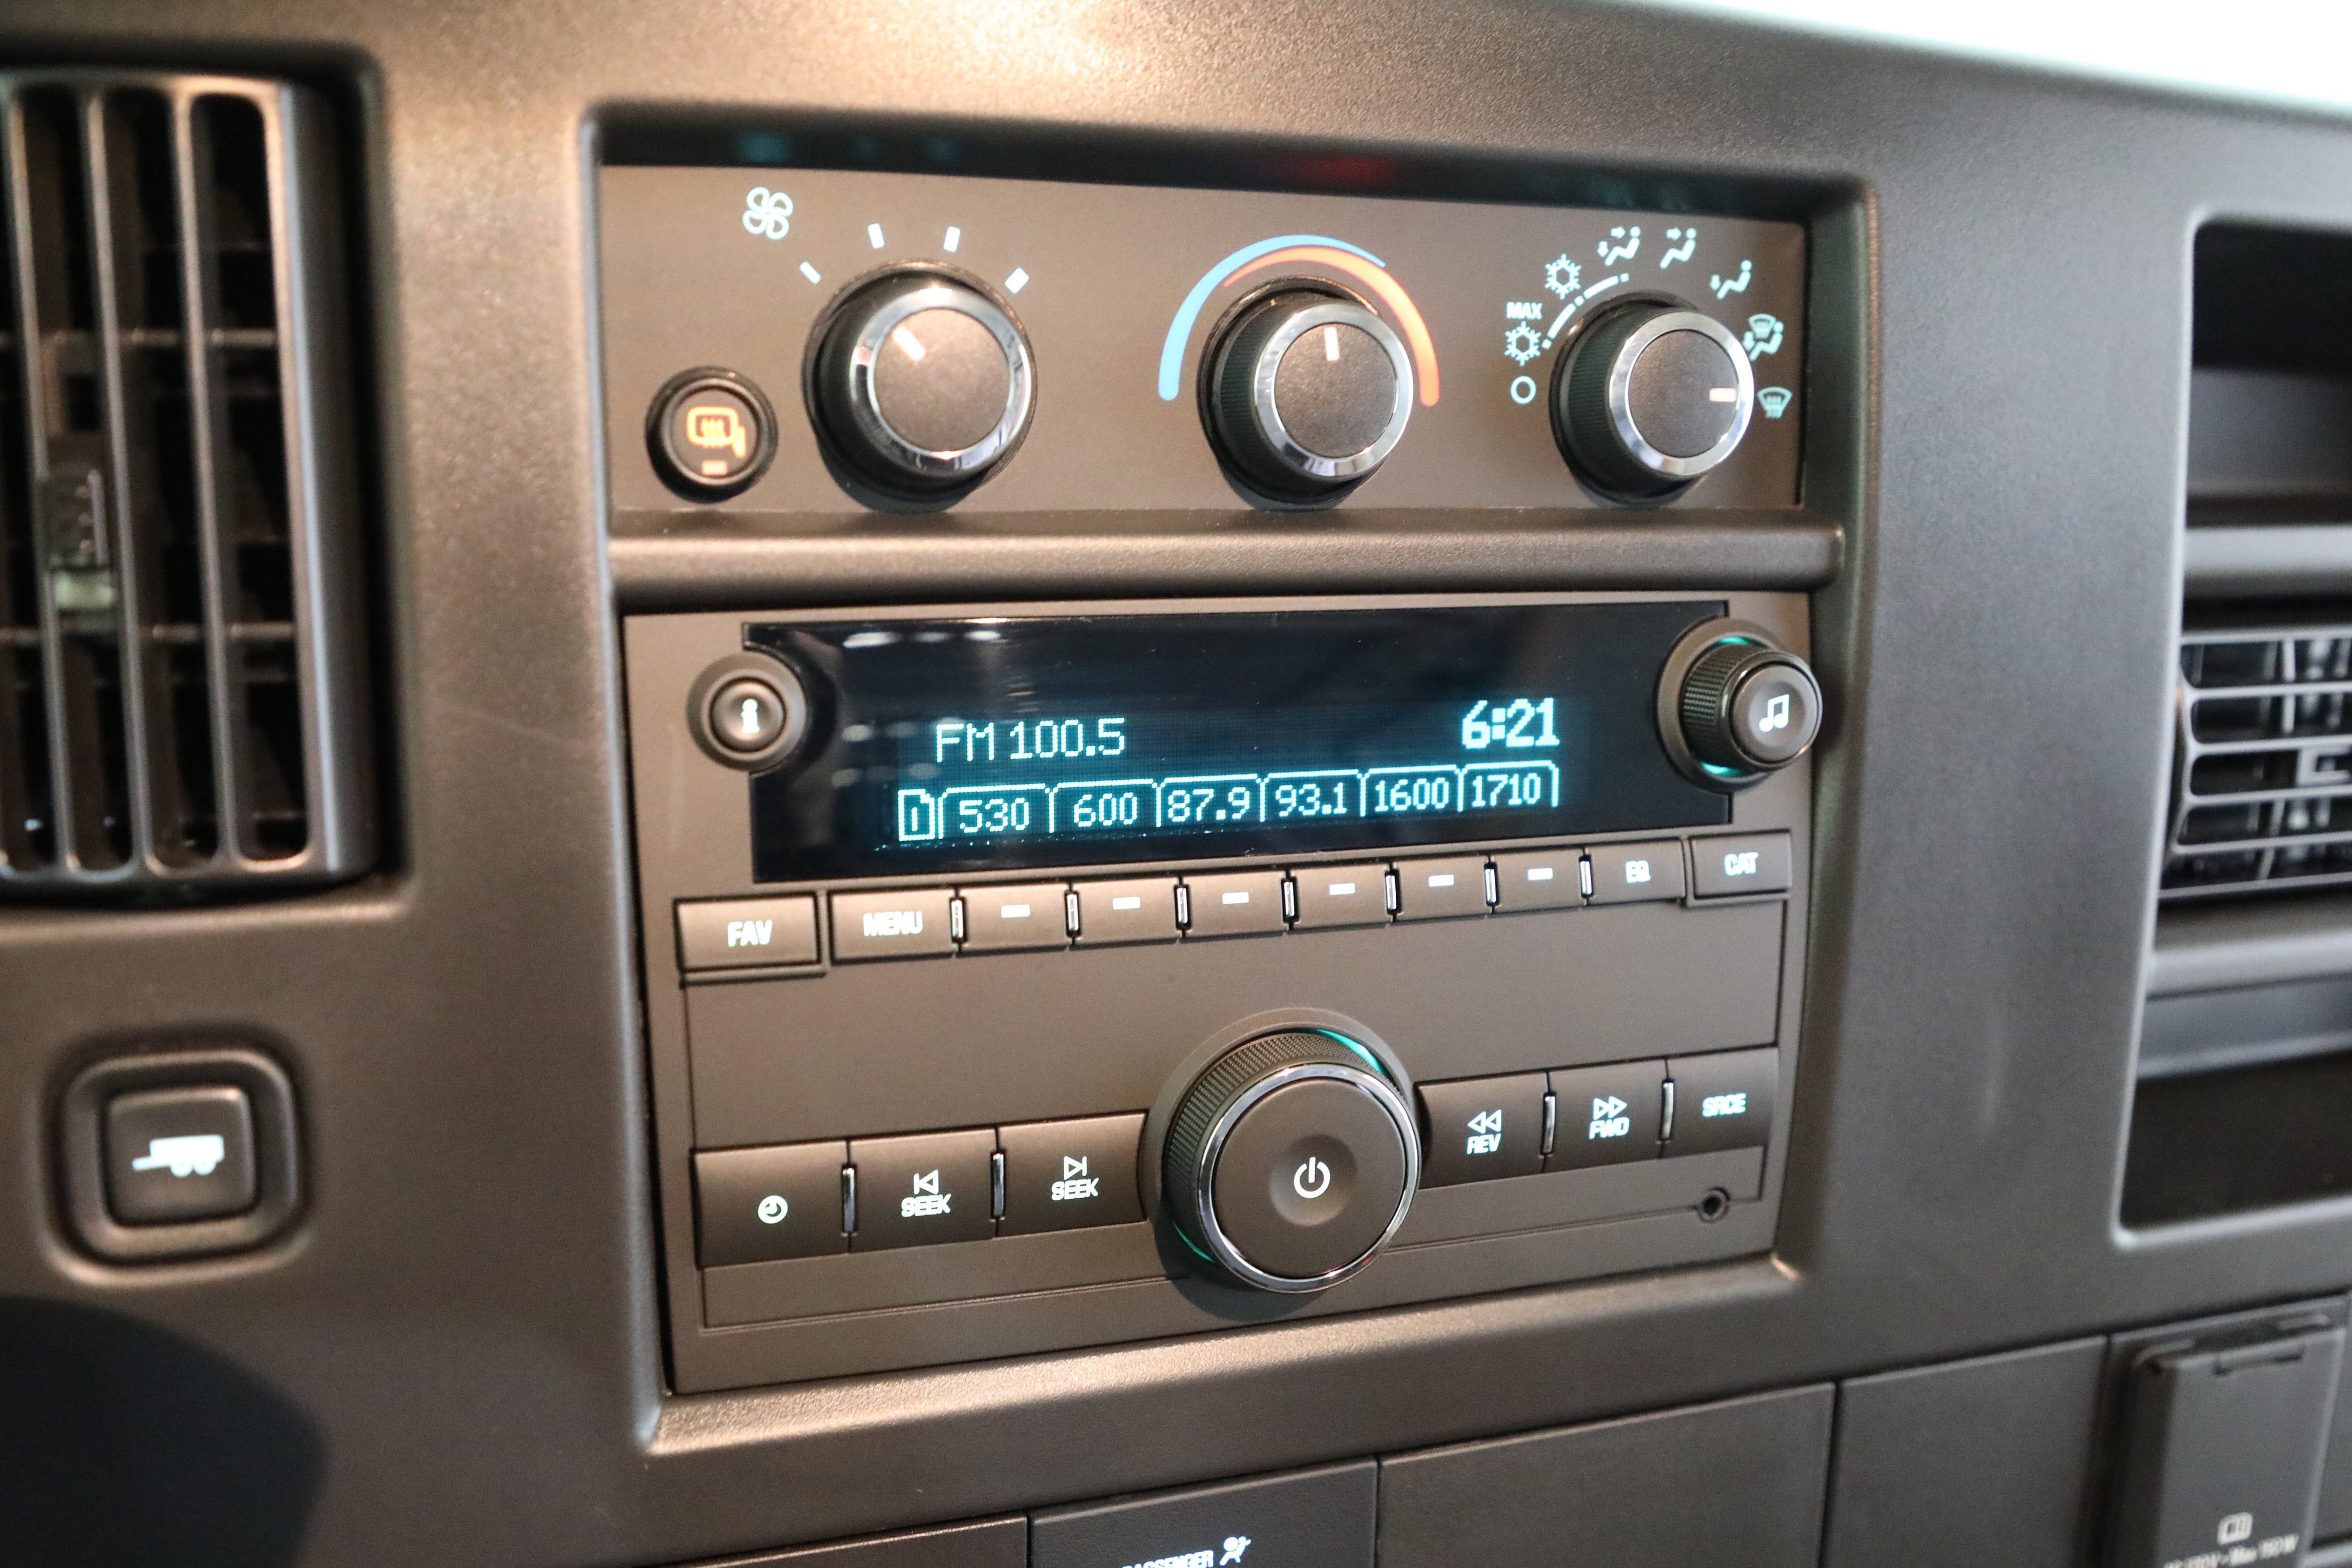 MAX
FM 100.5 6:21
530 600 87.9 93.1 1600 1710
FAV MENU EQ CAT
SEEK SEEK REV FWD SRCE
PASSENGER